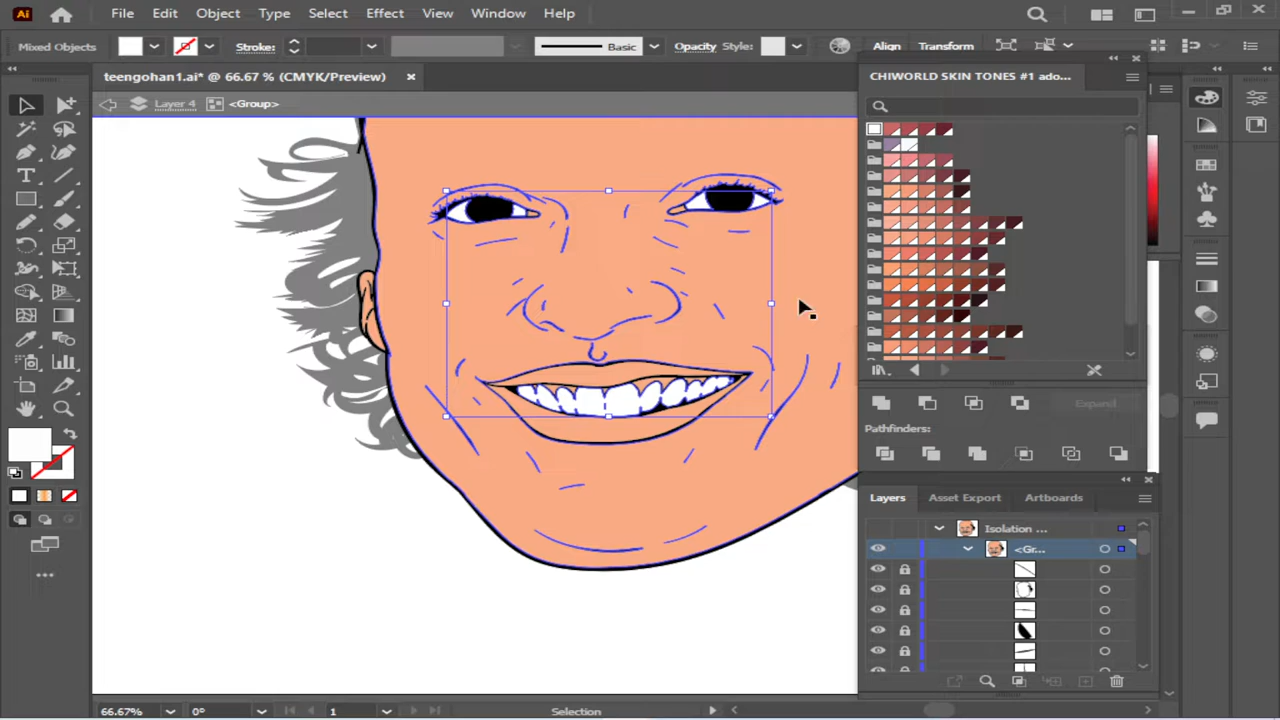 Ai File Edit Object Type Select Effect View Window Help
Mixed Objects Stroke: Basic Opacity Style: Align Transform
teengohan1.ai* @ 66.67 % (CMYK/Preview)
CHIWORLD SKIN TONES #1 ado...
Layer 4 <Group>
Expand
Pathfinders:
Layers Asset Export Artboards
Isolation ...
<Gr...
66.67% 0° 1 Selection